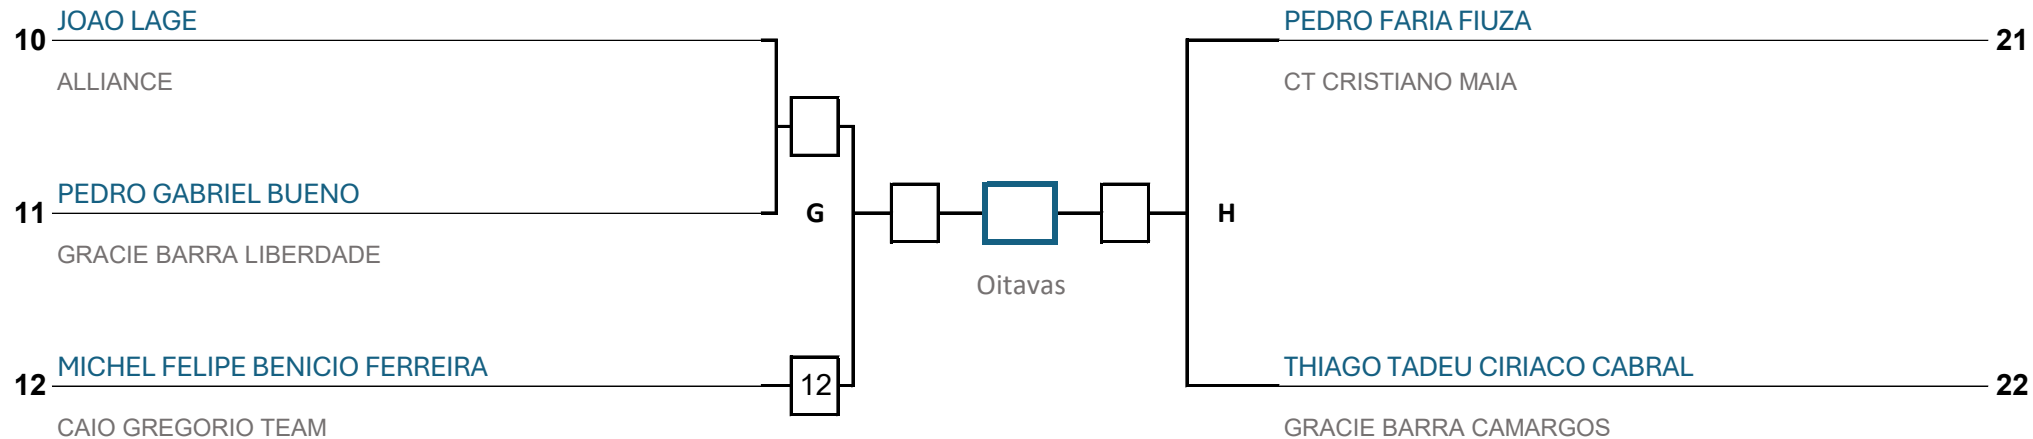 JOAO LAGE
10
ALLIANCE
PEDRO GABRIEL BUENO
11
GRACIE BARRA LIBERDADE
MICHEL FELIPE BENICIO FERREIRA
12
12
CAIO GREGORIO TEAM
G
Oitavas
H
PEDRO FARIA FIUZA
21
CT CRISTIANO MAIA
THIAGO TADEU CIRIACO CABRAL
22
GRACIE BARRA CAMARGOS